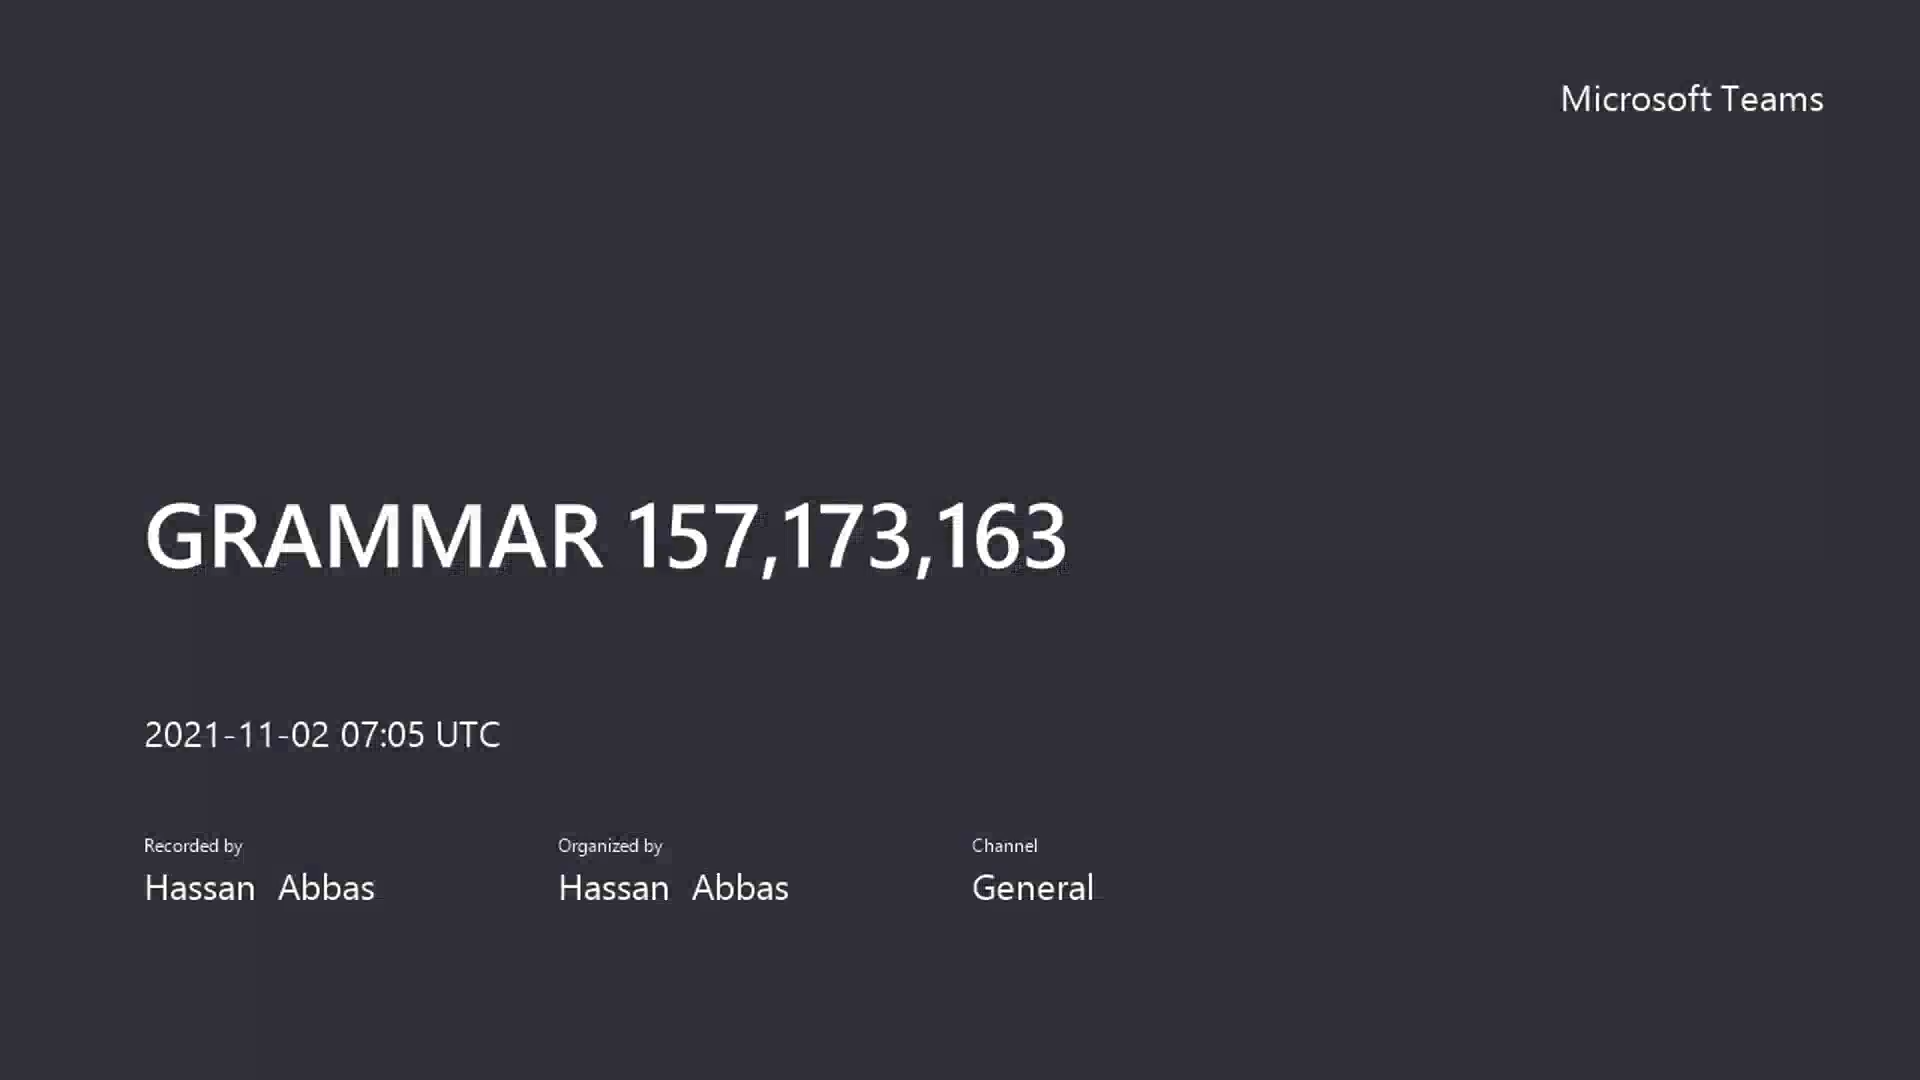 Microsoft Teams
GRAMMAR 157,173,163
2021-11-02 07:05 UTC
Recorded by
Hassan Abbas
Organized by
Hassan Abbas
Channel
General